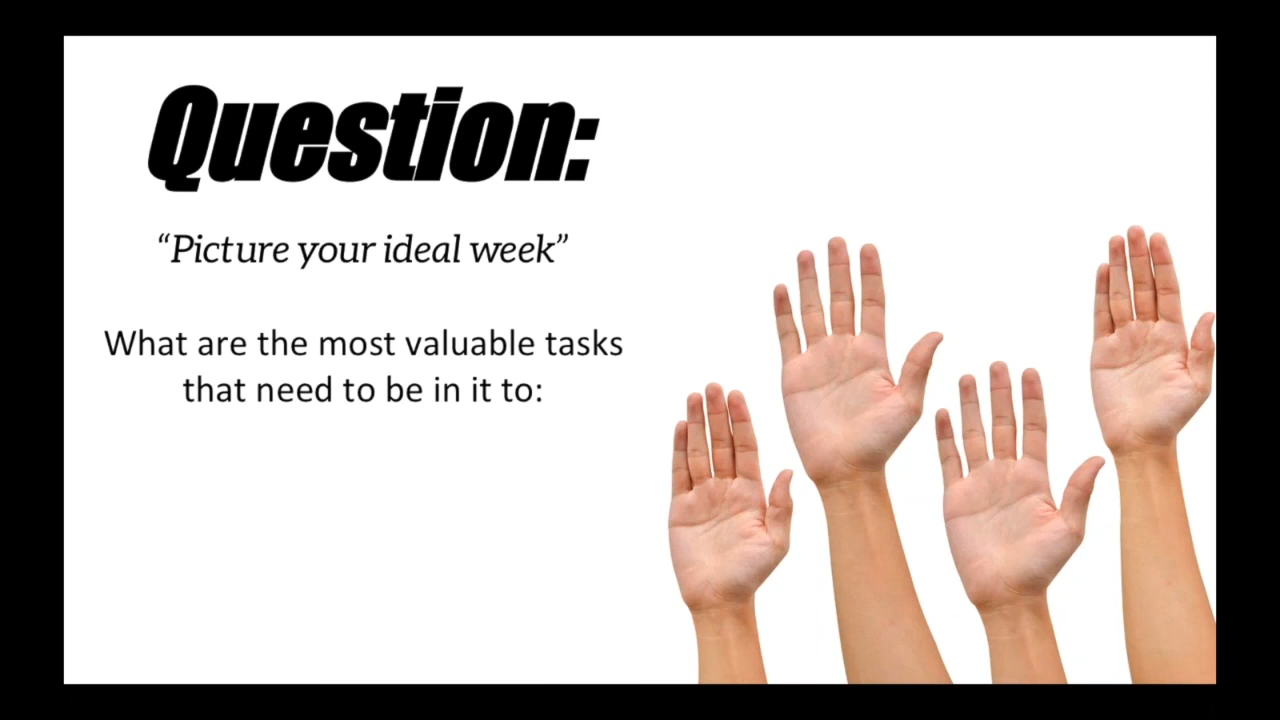 Question:
“Picture your ideal week”
What are the most valuable tasks
that need to be in it to: